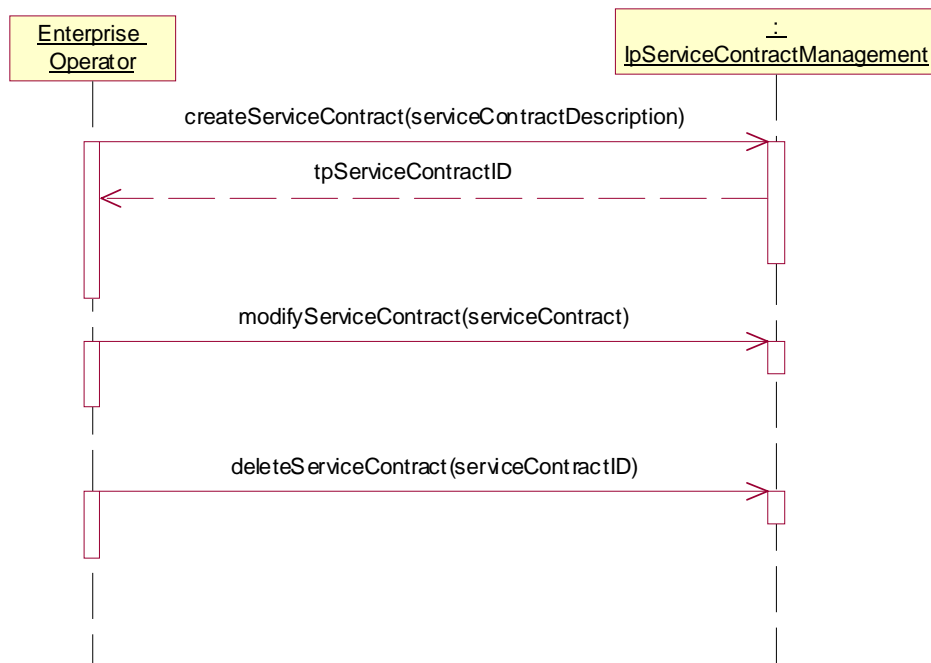 Enterprise
Operator
:
IpServiceContractManagement
createServiceContract(serviceContractDescription)
tpServiceContractID
modifyServiceContract(serviceContract)
deleteServiceContract(serviceContractID)